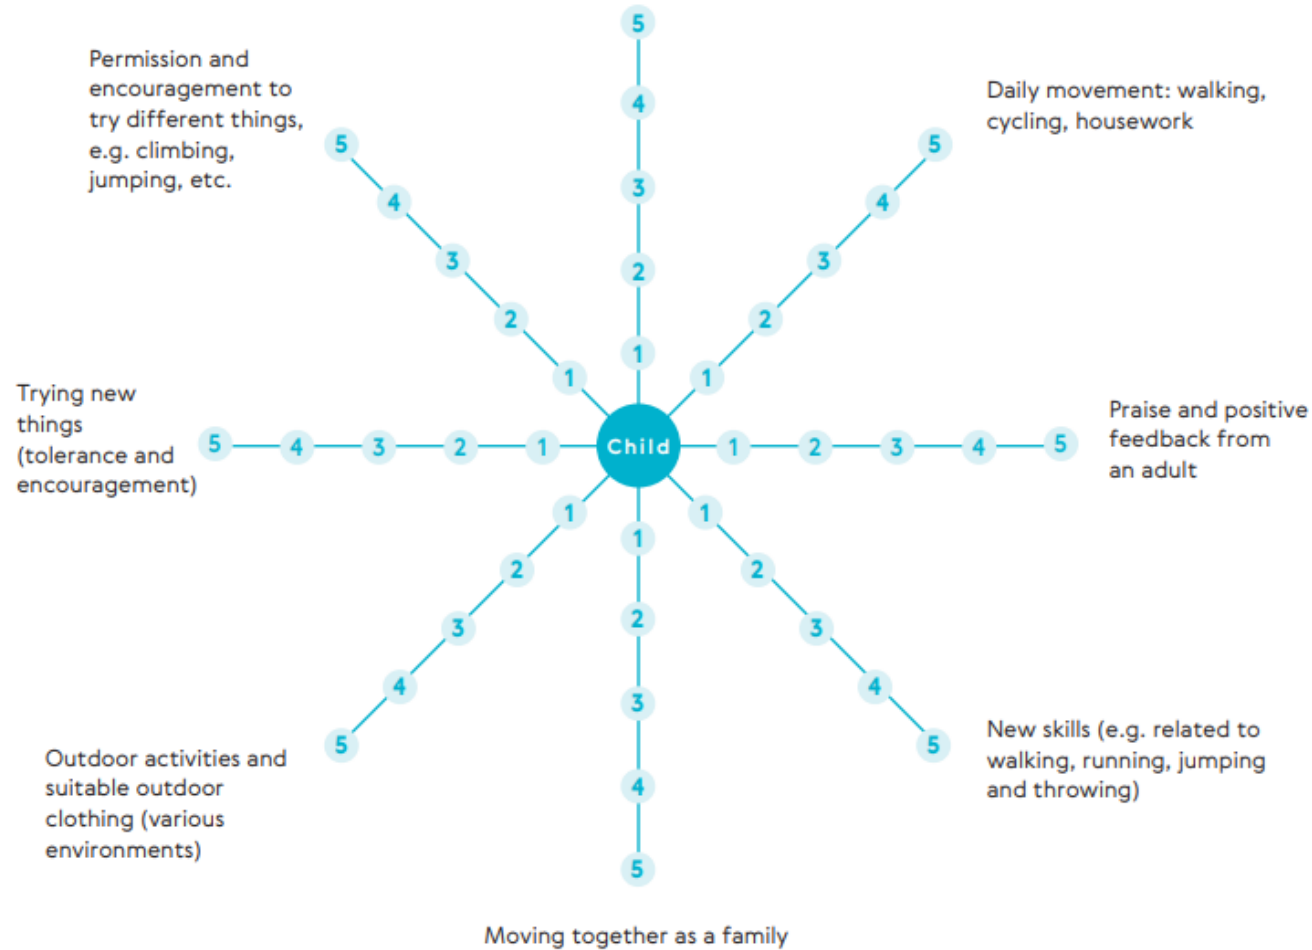 Permission and
encouragement to
try different things,
e.g. climbing,
jumping, etc.
5
4
3
2
1
5
4
3
2
1
Daily movement: walking,
cycling, housework
5
4
3
2
1
Trying new
things
(tolerance and
encouragement)
5 4 3 2 1
Child
1 2 3 4 5
Praise and positive
feedback from
an adult
1
2
3
4
5
Outdoor activities and
suitable outdoor
clothing (various
environments)
1
2
3
4
5
Moving together as a family
1
2
3
4
5
New skills (e.g. related to
walking, running, jumping
and throwing)